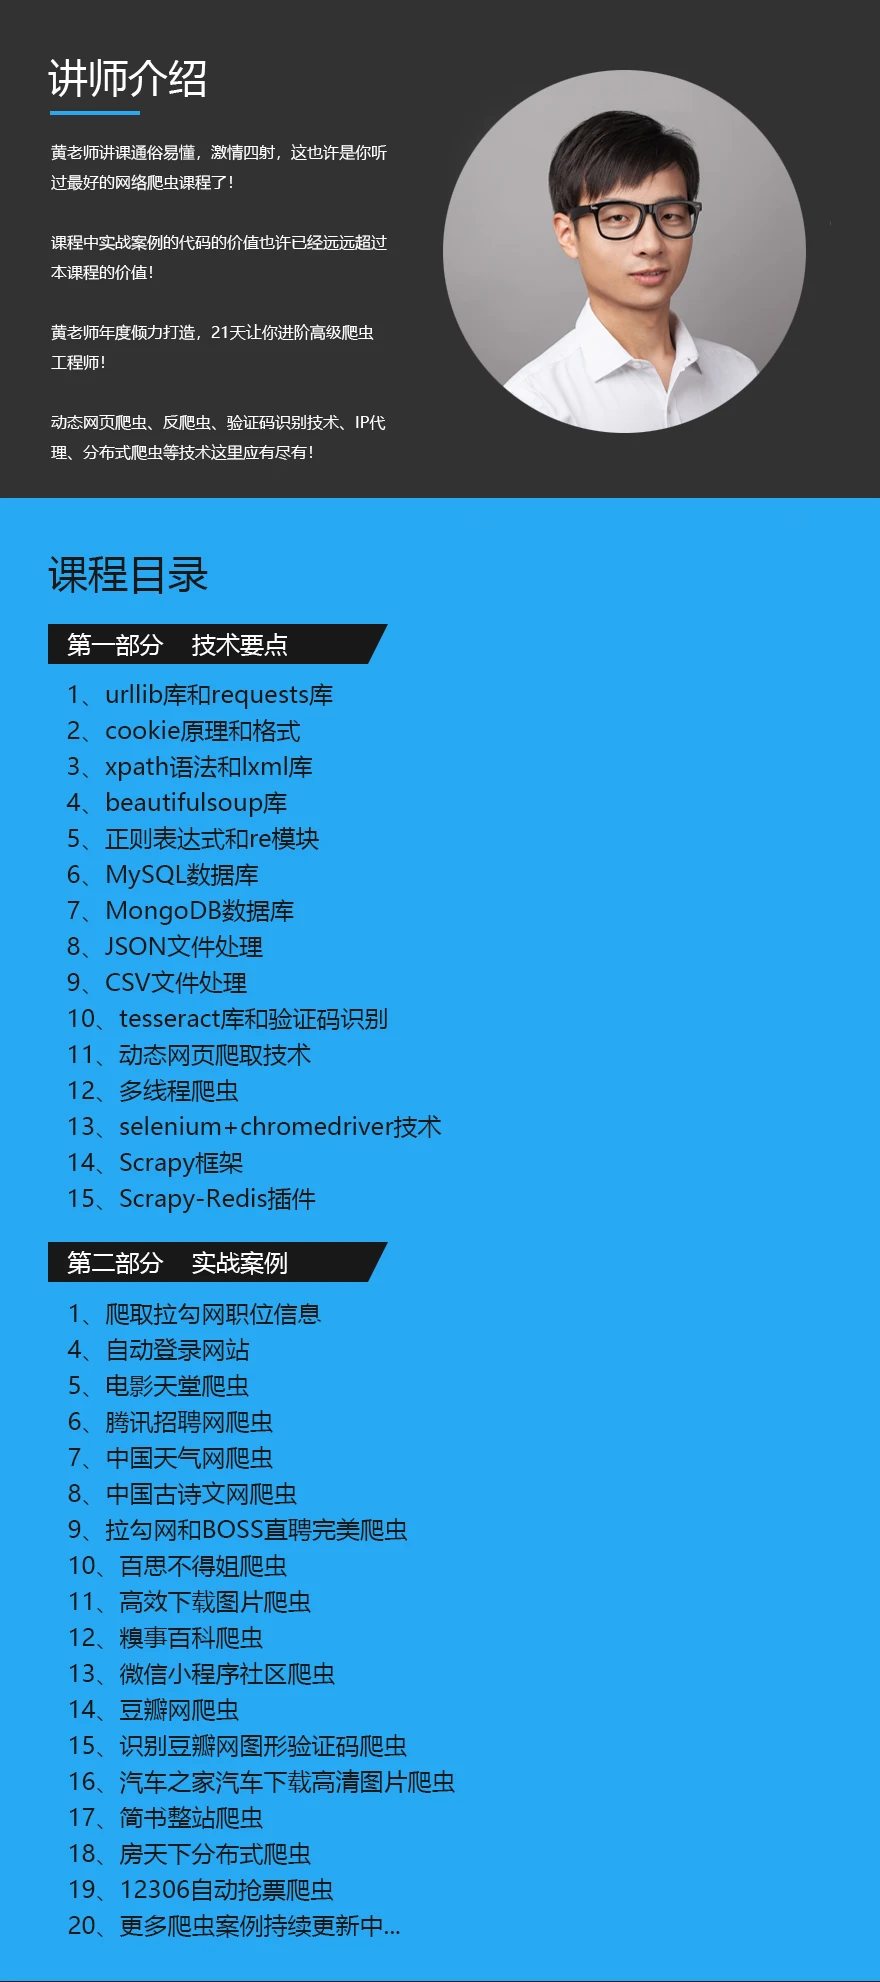 讲师介绍
黄老师讲课通俗易懂，激情四射，这也许是你听
过最好的网络爬虫课程了！
课程中实战案例的代码的价值也许已经远远超过
本课程的价值！
黄老师年度倾力打造，21天让你进阶高级爬虫
工程师！
动态网页爬虫、反爬虫、验证码识别技术、IP代
理、分布式爬虫等技术这里应有尽有！
课程目录
第一部分 技术要点
1、urllib库和requests库
2、cookie原理和格式
3、xpath语法和lxml库
4、beautifulsoup库
5、正则表达式和re模块
6、MySQL数据库
7、MongoDB数据库
8、JSON文件处理
9、CSV文件处理
10、tesseract库和验证码识别
11、动态网页爬取技术
12、多线程爬虫
13、selenium+chromedriver技术
14、Scrapy框架
15、Scrapy-Redis插件
第二部分 实战案例
1、爬取拉勾网职位信息
4、自动登录网站
5、电影天堂爬虫
6、腾讯招聘网爬虫
7、中国天气网爬虫
8、中国古诗文网爬虫
9、拉勾网和BOSS直聘完美爬虫
10、百思不得姐爬虫
11、高效下载图片爬虫
12、糗事百科爬虫
13、微信小程序社区爬虫
14、豆瓣网爬虫
15、识别豆瓣网图形验证码爬虫
16、汽车之家汽车下载高清图片爬虫
17、简书整站爬虫
18、房天下分布式爬虫
19、12306自动抢票爬虫
20、更多爬虫案例持续更新中...